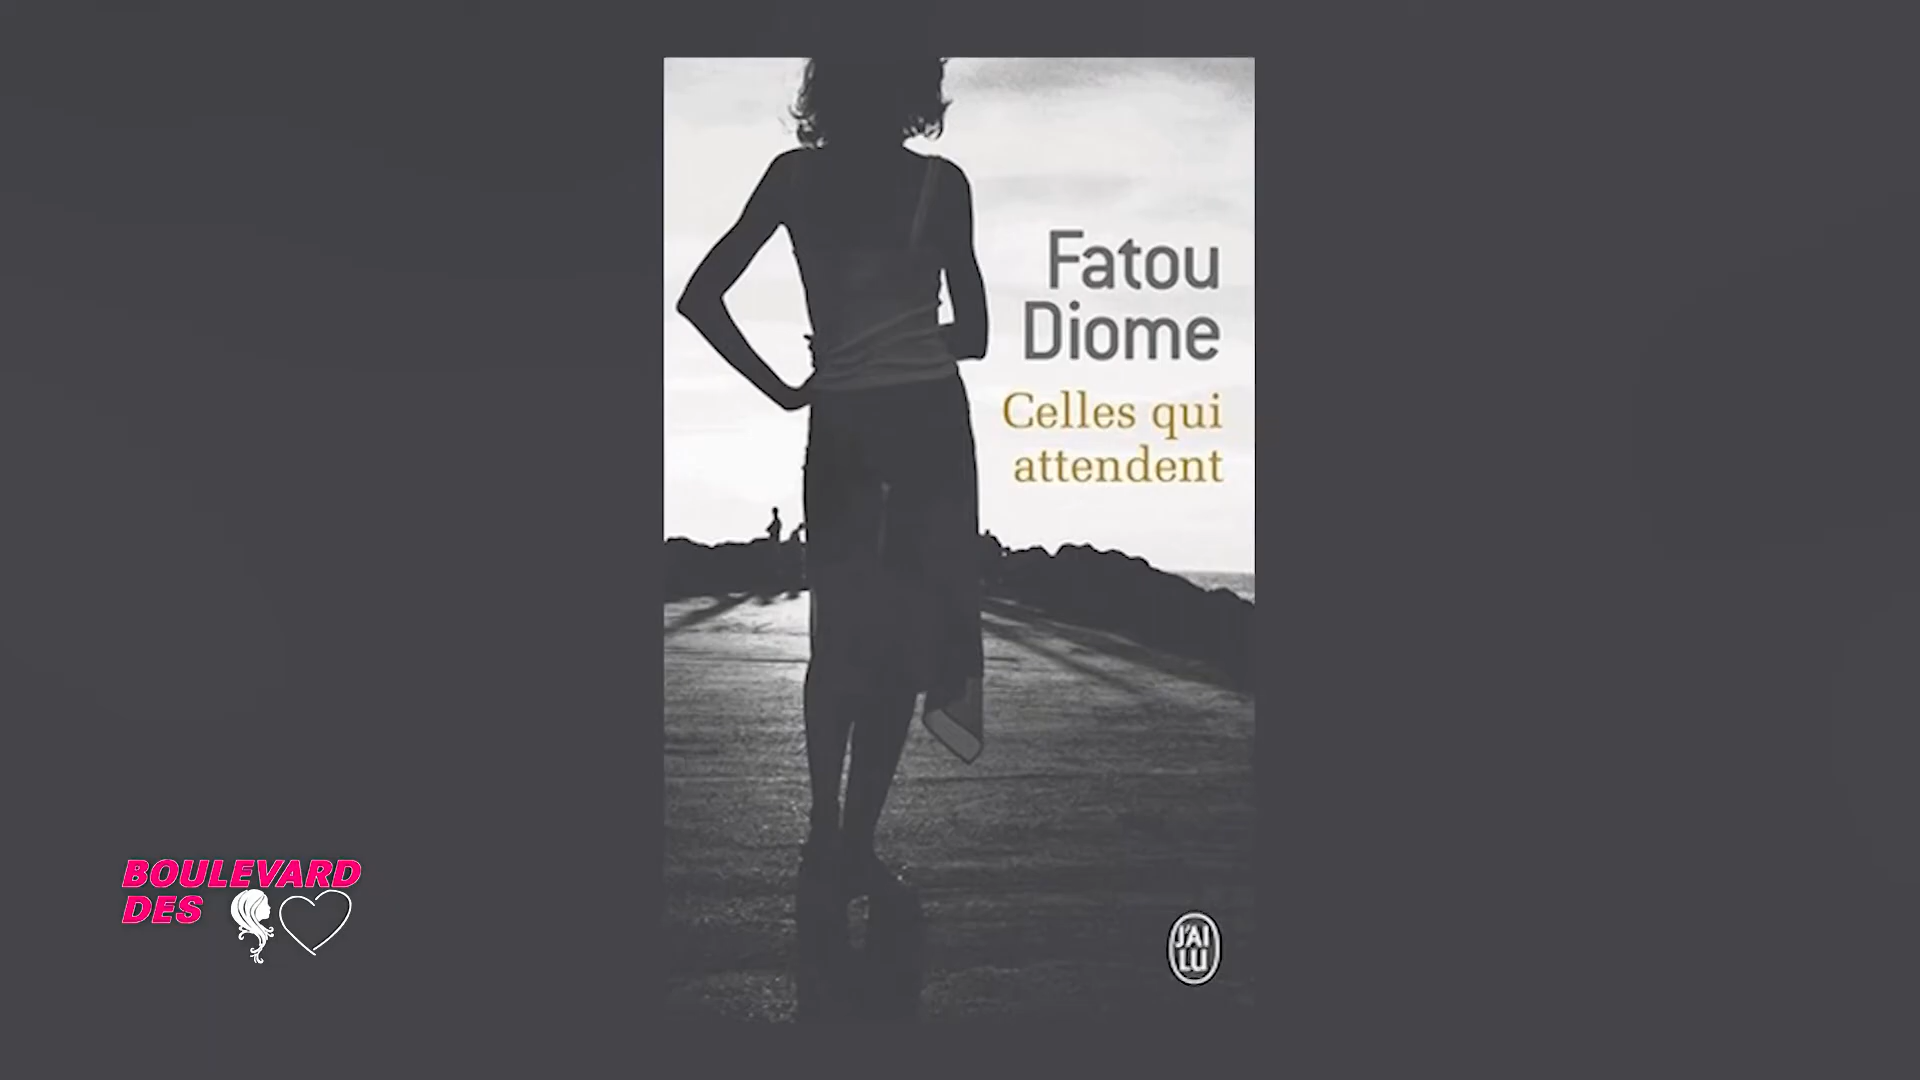 Fatou
Diome
Celles qui
attendent
J'AI
LU
BOULEVARD
DES